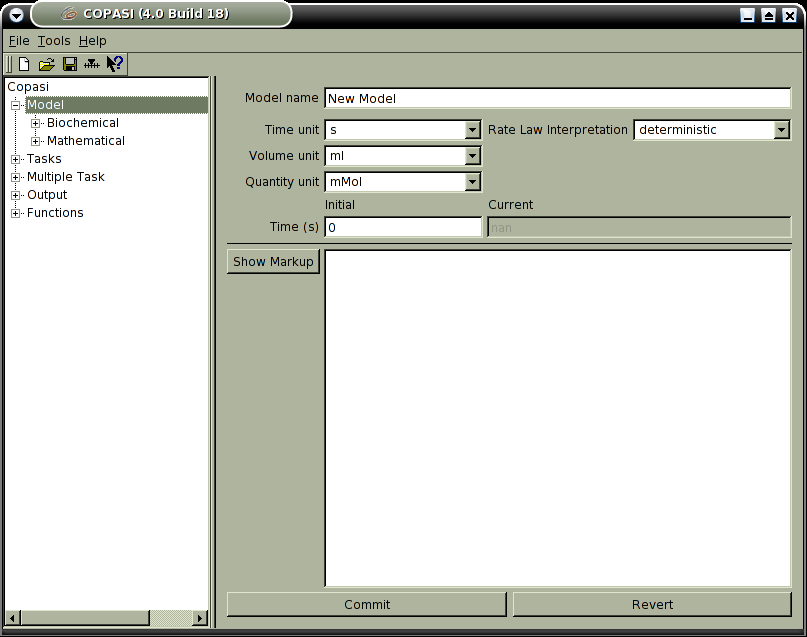 COPASI (4.0 Build 18)
File Tools Help
Copasi
Model
Biochemical
Mathematical
Tasks
Multiple Task
Output
Functions
Model name New Model
Time unit s Rate Law Interpretation deterministic
Volume unit ml
Quantity unit mMol
Initial Current
Time (s) 0 nan
Show Markup
Commit Revert